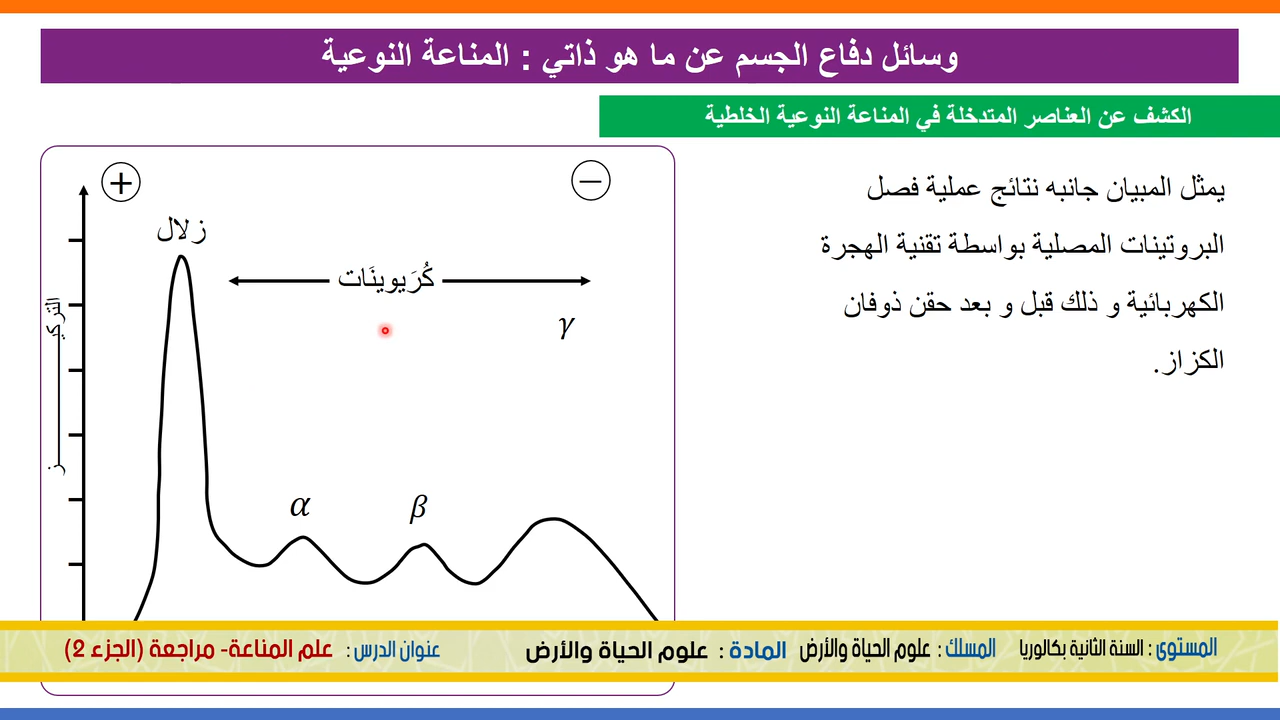 وسائل دفاع الجسم عن ما هو ذاتي : المناعة النوعية
الكشف عن العناصر المتدخلة في المناعة النوعية الخلطية
يمثل المبيان جانبه نتائج عملية فصل
البروتينات المصلية بواسطة تقنية الهجرة
الكهربائية و ذلك قبل و بعد حقن ذوفان
الكزاز.
+
−
زلال
كُرَيوينَات
γ
التركيـــــــــز
α
β
المستوى : السنة الثانية بكالوريا المسلك : علوم الحياة والأرض المادة : علوم الحياة والأرض عنوان الدرس : علم المناعة- مراجعة (الجزء 2)